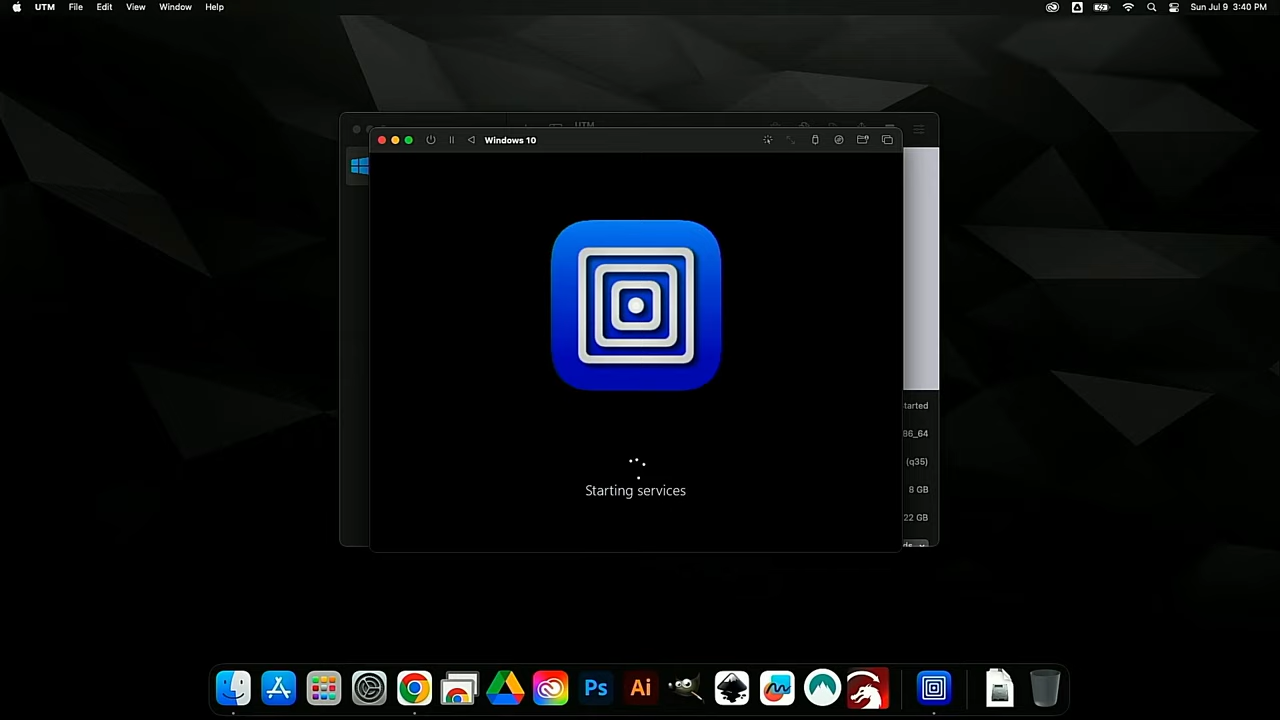 UTM File Edit View Window Help
Sun Jul 9 3:40 PM
UTM
Windows 10
Starting services
tarted
86_64
(q35)
8 GB
22 GB
Ps
Ai